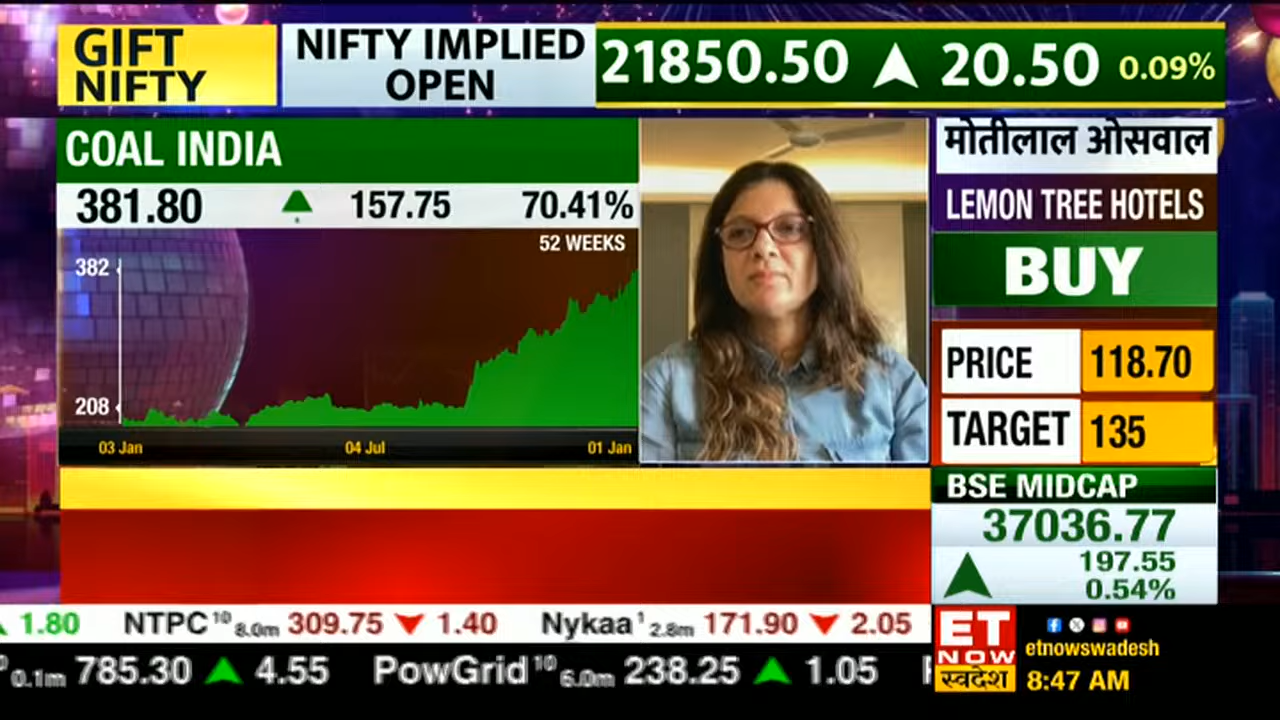 GIFT
NIFTY
NIFTY IMPLIED
OPEN
21850.50 ▲ 20.50 0.09%
COAL INDIA
381.80 ▲ 157.75 70.41%
52 WEEKS
382
208
03 Jan 04 Jul 01 Jan
मोतीलाल ओसवाल
LEMON TREE HOTELS
BUY
PRICE 118.70
TARGET 135
BSE MIDCAP
37036.77
▲ 197.55
0.54%
1.80 NTPC 10 8.0m 309.75 ▼ 1.40 Nykaa 1 2.8m 171.90 ▼ 2.05
0.1m 785.30 ▲ 4.55 PowGrid 10 6.0m 238.25 ▲ 1.05
ET
NOW
स्वदेश
etnowswadesh
8:47 AM